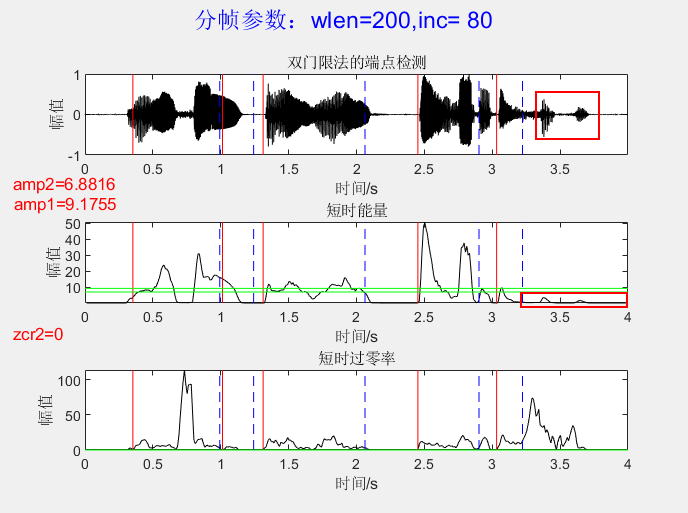 分帧参数：wlen=200,inc= 80
双门限法的端点检测
幅值
1
0
-1
0 0.5 1 1.5 2 2.5 3 3.5 4
时间/s
amp2=6.8816
amp1=9.1755
短时能量
幅值
50
40
30
20
10
0 0.5 1 1.5 2 2.5 3 3.5 4
时间/s
zcr2=0
短时过零率
幅值
100
50
0
0 0.5 1 1.5 2 2.5 3 3.5 4
时间/s